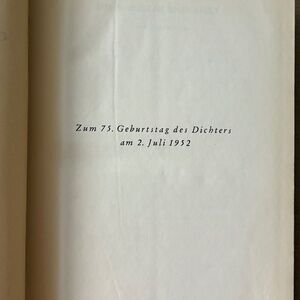 Zum 75. Geburtstag des Dichters
am 2. Juli 1952